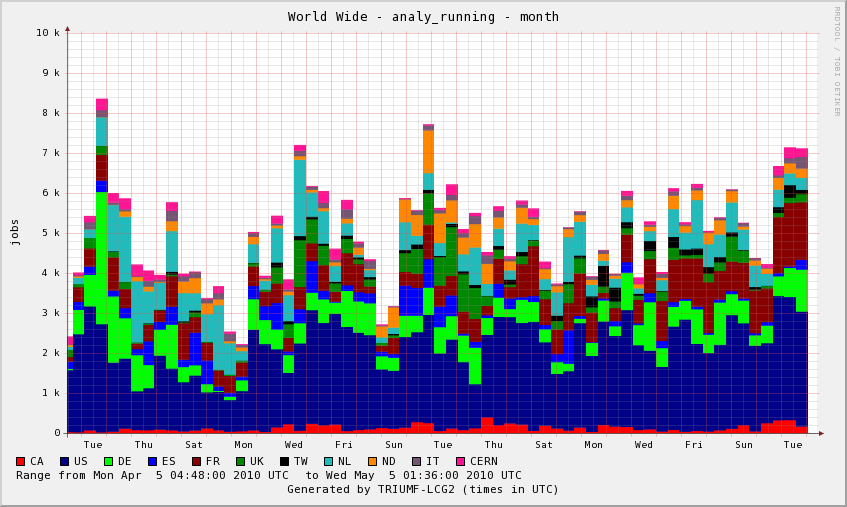 World Wide - analy_running - month
RRDTOOL / TOBI OETIKER
jobs
10 k
9 k
8 k
7 k
6 k
5 k
4 k
3 k
2 k
1 k
0
Tue Thu Sat Mon Wed Fri Sun Tue Thu Sat Mon Wed Fri Sun Tue
CA US DE ES FR UK TW NL ND IT CERN
Range from Mon Apr  5 04:48:00 2010 UTC  to Wed May  5 01:36:00 2010 UTC
Generated by TRIUMF-LCG2 (times in UTC)